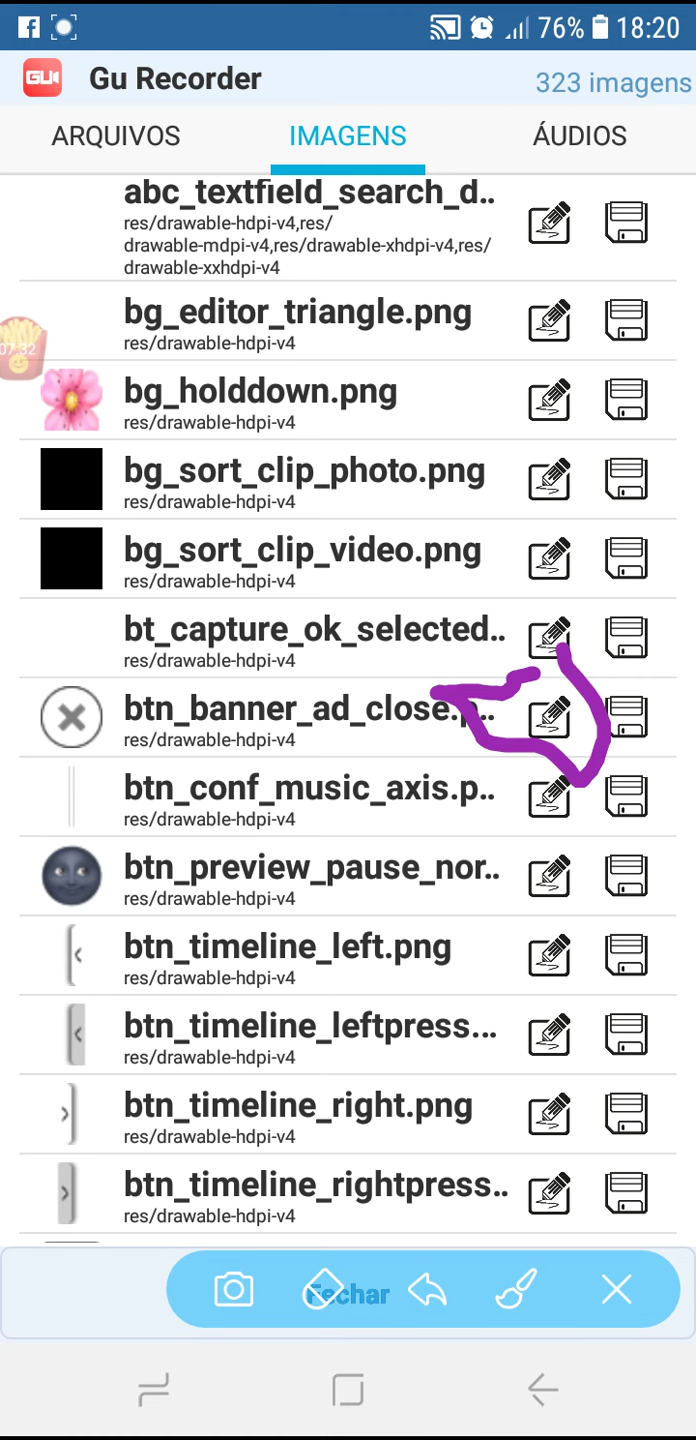 76% 18:20
GU Gu Recorder 323 imagens
ARQUIVOS IMAGENS ÁUDIOS
abc_textfield_search_d..
res/drawable-hdpi-v4,res/
drawable-mdpi-v4,res/drawable-xhdpi-v4,res/
drawable-xxhdpi-v4
bg_editor_triangle.png
res/drawable-hdpi-v4
07:32
bg_holddown.png
res/drawable-hdpi-v4
bg_sort_clip_photo.png
res/drawable-hdpi-v4
bg_sort_clip_video.png
res/drawable-hdpi-v4
bt_capture_ok_selected..
res/drawable-hdpi-v4
btn_banner_ad_close.p..
res/drawable-hdpi-v4
btn_conf_music_axis.p..
res/drawable-hdpi-v4
btn_preview_pause_nor..
res/drawable-hdpi-v4
btn_timeline_left.png
res/drawable-hdpi-v4
btn_timeline_leftpress...
res/drawable-hdpi-v4
btn_timeline_right.png
res/drawable-hdpi-v4
btn_timeline_rightpress..
res/drawable-hdpi-v4
Fechar